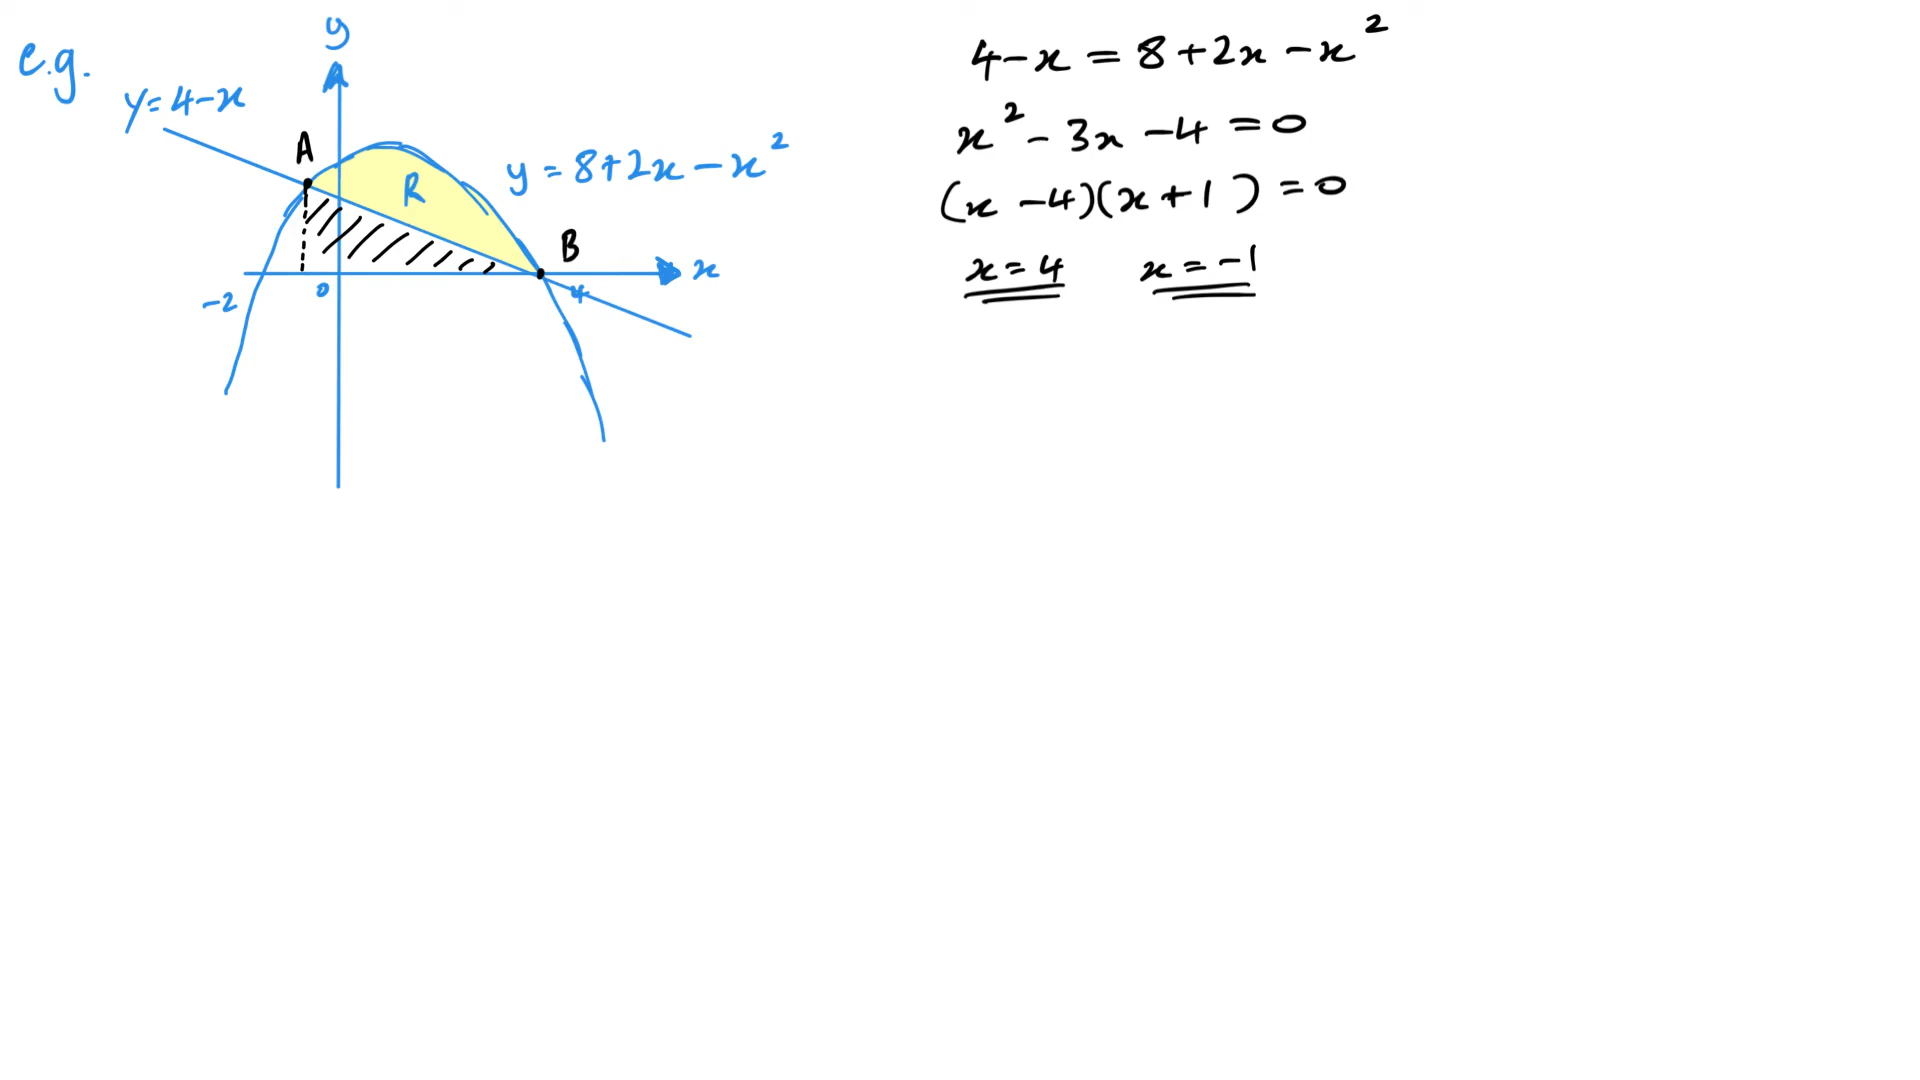 e.g.
y
y=4-x
A
R
y = 8+2x-x²
B
x
-2
0
4
4-x = 8+2x-x²
x²-3x-4=0
(x-4)(x+1)=0
x=4 x=-1